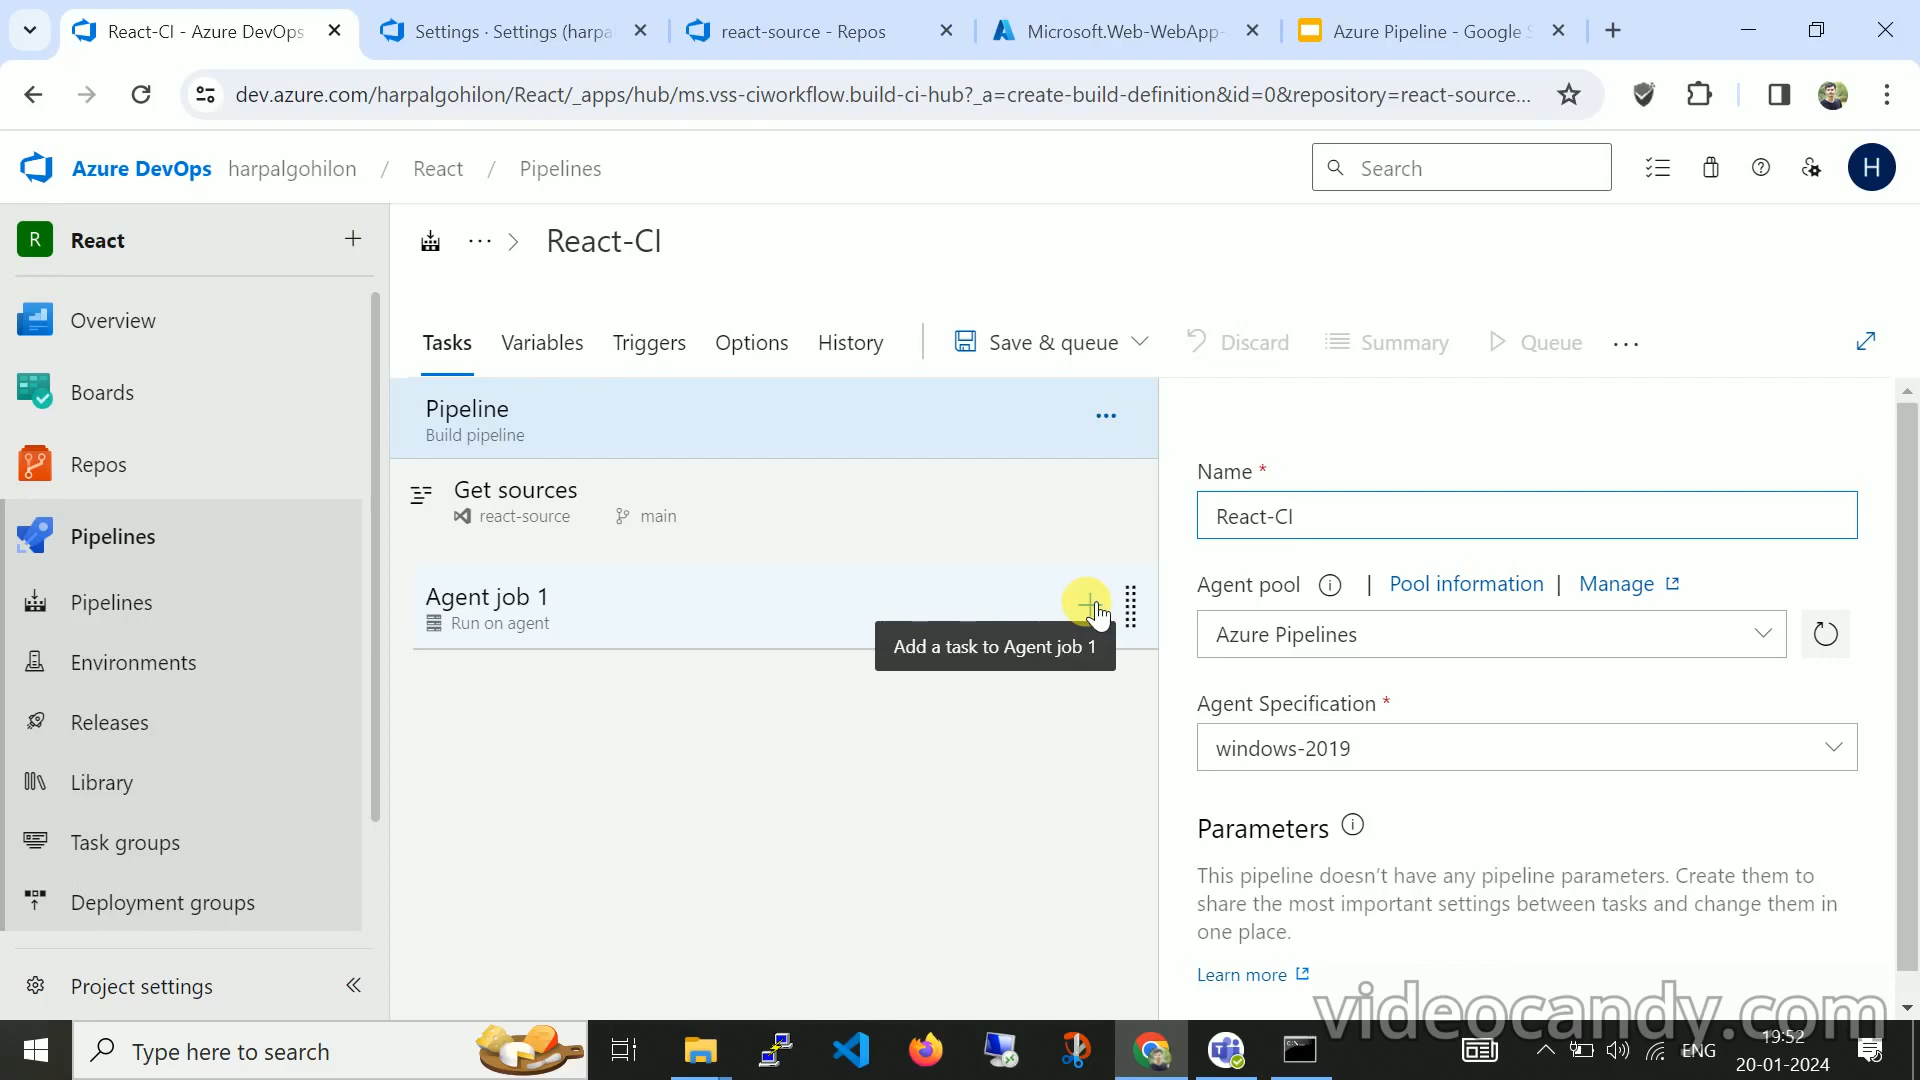 React-CI - Azure DevOps
Settings · Settings (harpa
react-source - Repos
Microsoft.Web-WebApp-
Azure Pipeline - Google S
dev.azure.com/harpalgohilon/React/_apps/hub/ms.vss-ciworkflow.build-ci-hub?_a=create-build-definition&id=0&repository=react-source...
Azure DevOps harpalgohilon / React / Pipelines
Search
H
R React
React-CI
Overview
Boards
Repos
Pipelines
Pipelines
Environments
Releases
Library
Task groups
Deployment groups
Project settings
Tasks Variables Triggers Options History Save & queue Discard Summary Queue
Pipeline
Build pipeline
Get sources
react-source main
Agent job 1
Run on agent
Add a task to Agent job 1
Name *
React-CI
Agent pool | Pool information | Manage
Azure Pipelines
Agent Specification *
windows-2019
Parameters
This pipeline doesn't have any pipeline parameters. Create them to
share the most important settings between tasks and change them in
one place.
Learn more
videocandy.com
Type here to search
ENG
19:52
20-01-2024